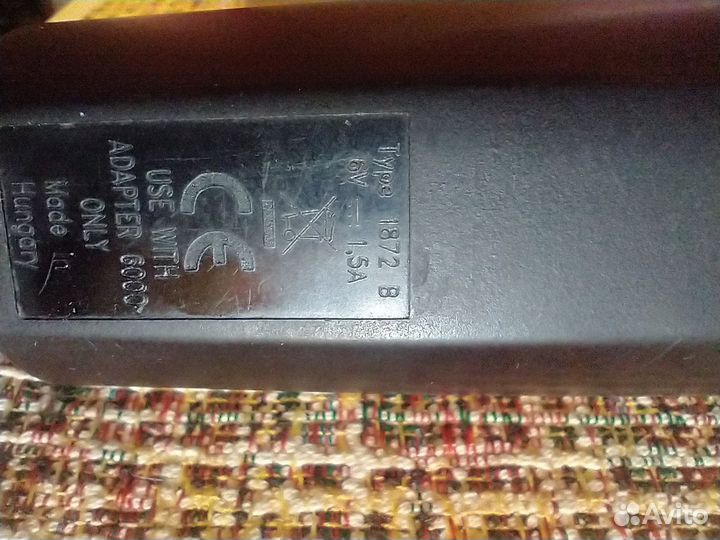 Type 1872 B
6V ⎓ 1,5A
CE
USE WITH
ADAPTER 6000
ONLY
Made in
Hungary
Avito